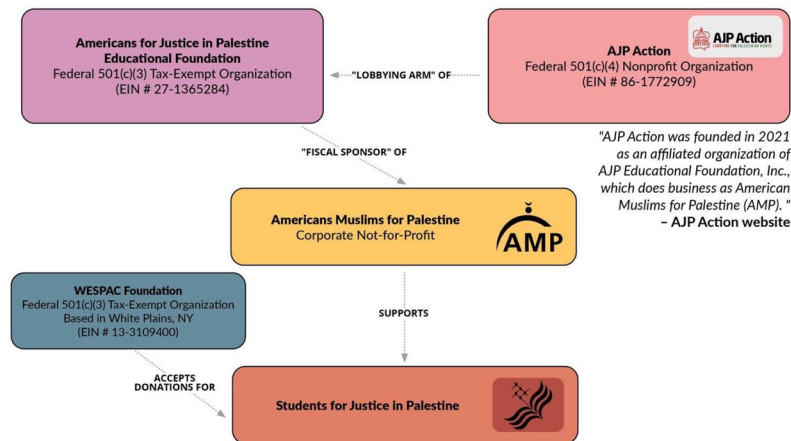 Americans for Justice in Palestine
Educational Foundation
Federal 501(c)(3) Tax-Exempt Organization
(EIN # 27-1365284)
"LOBBYING ARM" OF
AJP Action
AJP Action
Federal 501(c)(4) Nonprofit Organization
(EIN # 86-1772909)
"AJP Action was founded in 2021
as an affiliated organization of
AJP Educational Foundation, Inc.,
which does business as American
Muslims for Palestine (AMP). "
– AJP Action website
"FISCAL SPONSOR" OF
Americans Muslims for Palestine
Corporate Not-for-Profit
AMP
WESPAC Foundation
Federal 501(c)(3) Tax-Exempt Organization
Based in White Plains, NY
(EIN # 13-3109400)
SUPPORTS
ACCEPTS
DONATIONS FOR
Students for Justice in Palestine